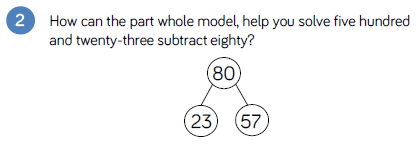 2 How can the part whole model, help you solve five hundred
and twenty-three subtract eighty?
80
23 57